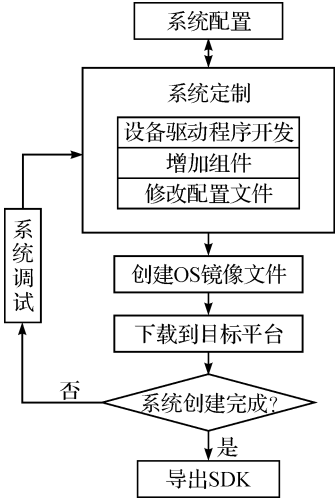 系统配置
系统定制
设备驱动程序开发
增加组件
修改配置文件
系统调试
创建OS镜像文件
下载到目标平台
系统创建完成?
否
是
导出SDK